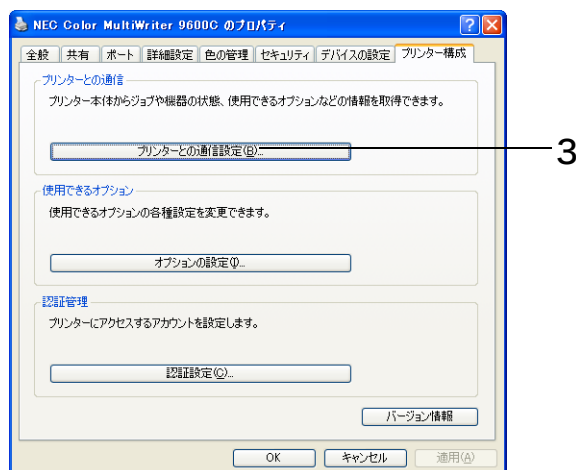 NEC Color MultiWriter 9600C のプロパティ
全般 共有 ポート 詳細設定 色の管理 セキュリティ デバイスの設定 プリンター構成
プリンターとの通信
プリンター本体からジョブや機器の状態、使用できるオプションなどの情報を取得できます。
プリンターとの通信設定(B)...
3
使用できるオプション
使用できるオプションの各種設定を変更できます。
オプションの設定(I)...
認証管理
プリンターにアクセスするアカウントを設定します。
認証設定(C)...
バージョン情報
OK キャンセル 適用(A)